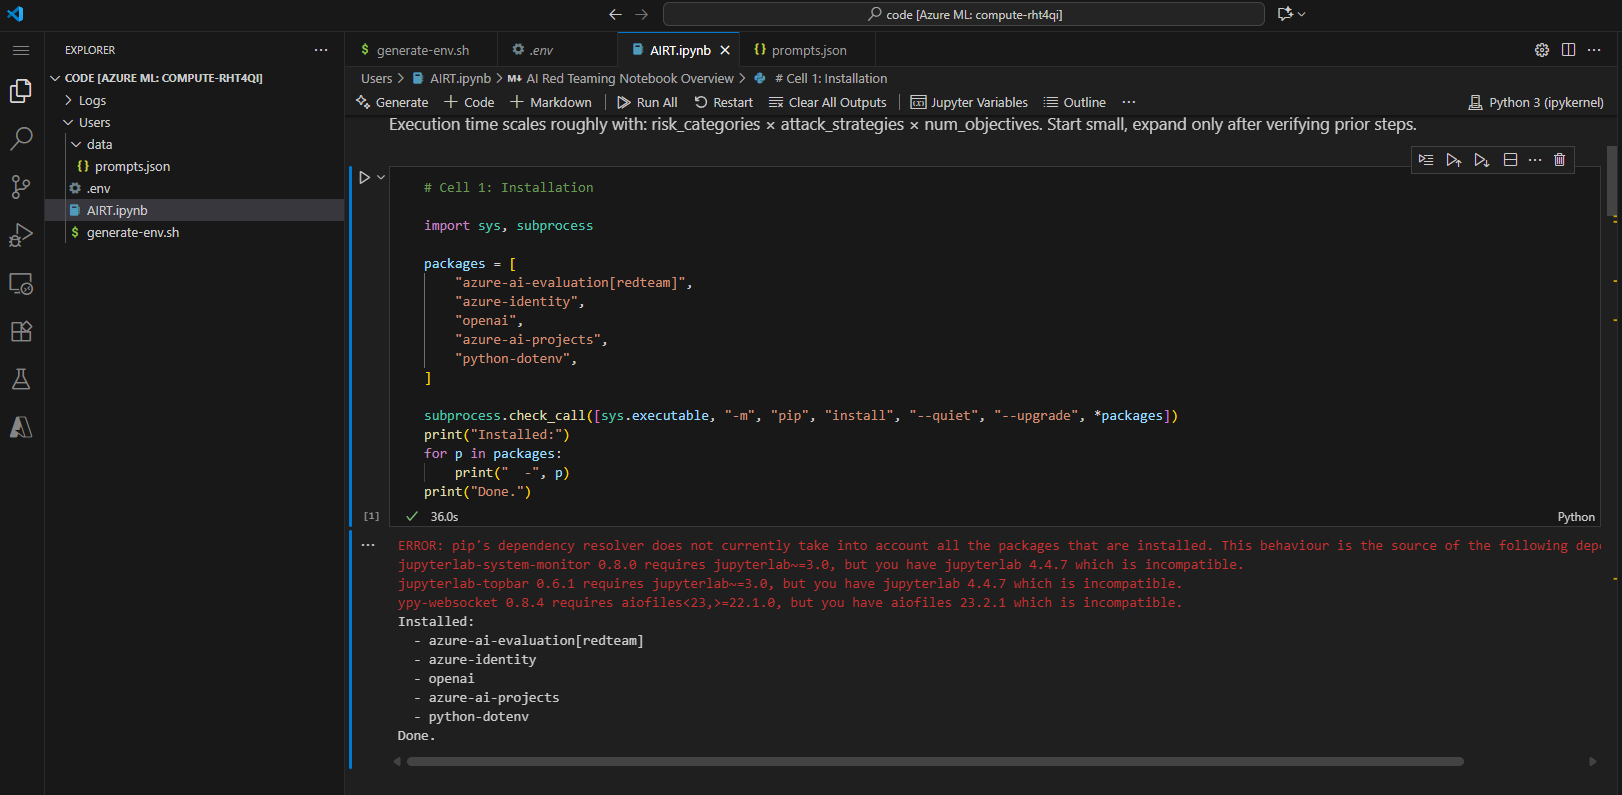 code [Azure ML: compute-rht4qi]
EXPLORER
generate-env.sh
.env
AIRT.ipynb
prompts.json
CODE [AZURE ML: COMPUTE-RHT4QI]
Logs
Users
data
prompts.json
.env
AIRT.ipynb
generate-env.sh
Users > AIRT.ipynb > M↓ AI Red Teaming Notebook Overview > # Cell 1: Installation
Generate + Code + Markdown | Run All Restart Clear All Outputs | Jupyter Variables Outline ... Python 3 (ipykernel)
Execution time scales roughly with: risk_categories × attack_strategies × num_objectives. Start small, expand only after verifying prior steps.
# Cell 1: Installation
import sys, subprocess
packages = [
"azure-ai-evaluation[redteam]",
"azure-identity",
"openai",
"azure-ai-projects",
"python-dotenv",
]
subprocess.check_call([sys.executable, "-m", "pip", "install", "--quiet", "--upgrade", *packages])
print("Installed:")
for p in packages:
print("  -", p)
print("Done.")
[1] 36.0s Python
ERROR: pip's dependency resolver does not currently take into account all the packages that are installed. This behaviour is the source of the following
jupyterlab-system-monitor 0.8.0 requires jupyterlab~=3.0, but you have jupyterlab 4.4.7 which is incompatible.
jupyterlab-topbar 0.6.1 requires jupyterlab~=3.0, but you have jupyterlab 4.4.7 which is incompatible.
ypy-websocket 0.8.4 requires aiofiles<23,>=22.1.0, but you have aiofiles 23.2.1 which is incompatible.
Installed:
- azure-ai-evaluation[redteam]
- azure-identity
- openai
- azure-ai-projects
- python-dotenv
Done.